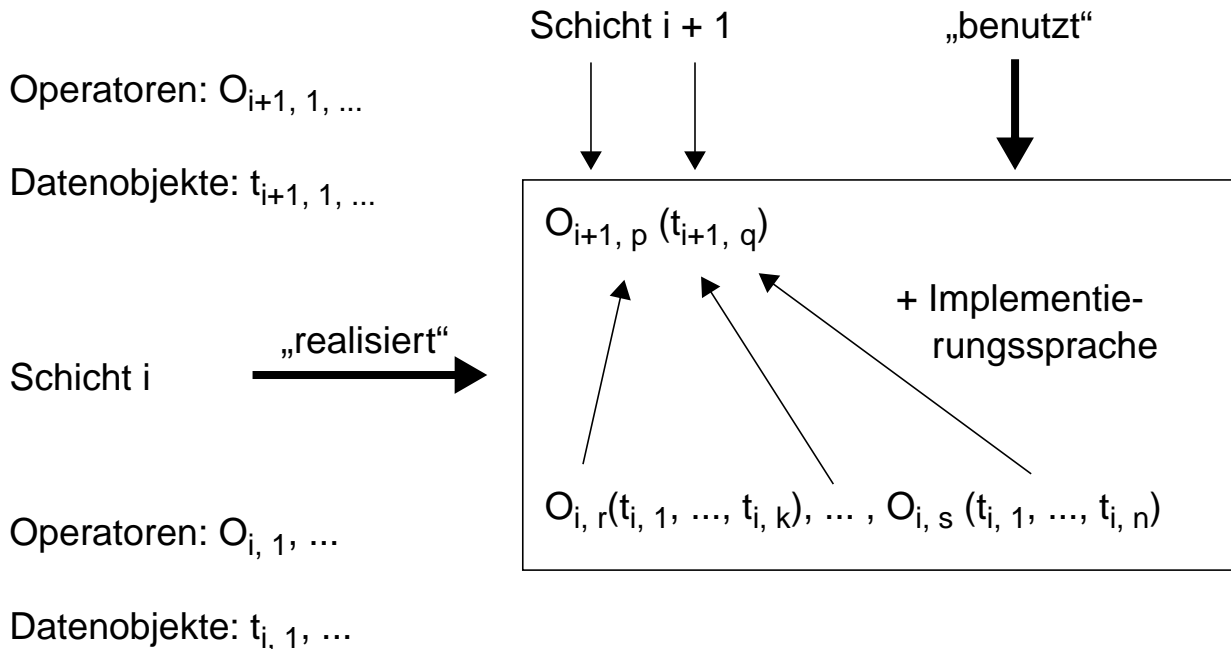 Schicht i + 1
„benutzt“
Operatoren: O_{i+1, 1, ...}
Datenobjekte: t_{i+1, 1, ...}
O_{i+1, p} (t_{i+1, q})
+ Implementie-
rungssprache
„realisiert“
Schicht i
O_{i, r}(t_{i, 1}, ..., t_{i, k}), ... , O_{i, s} (t_{i, 1}, ..., t_{i, n})
Operatoren: O_{i, 1}, ...
Datenobjekte: t_{i, 1}, ...